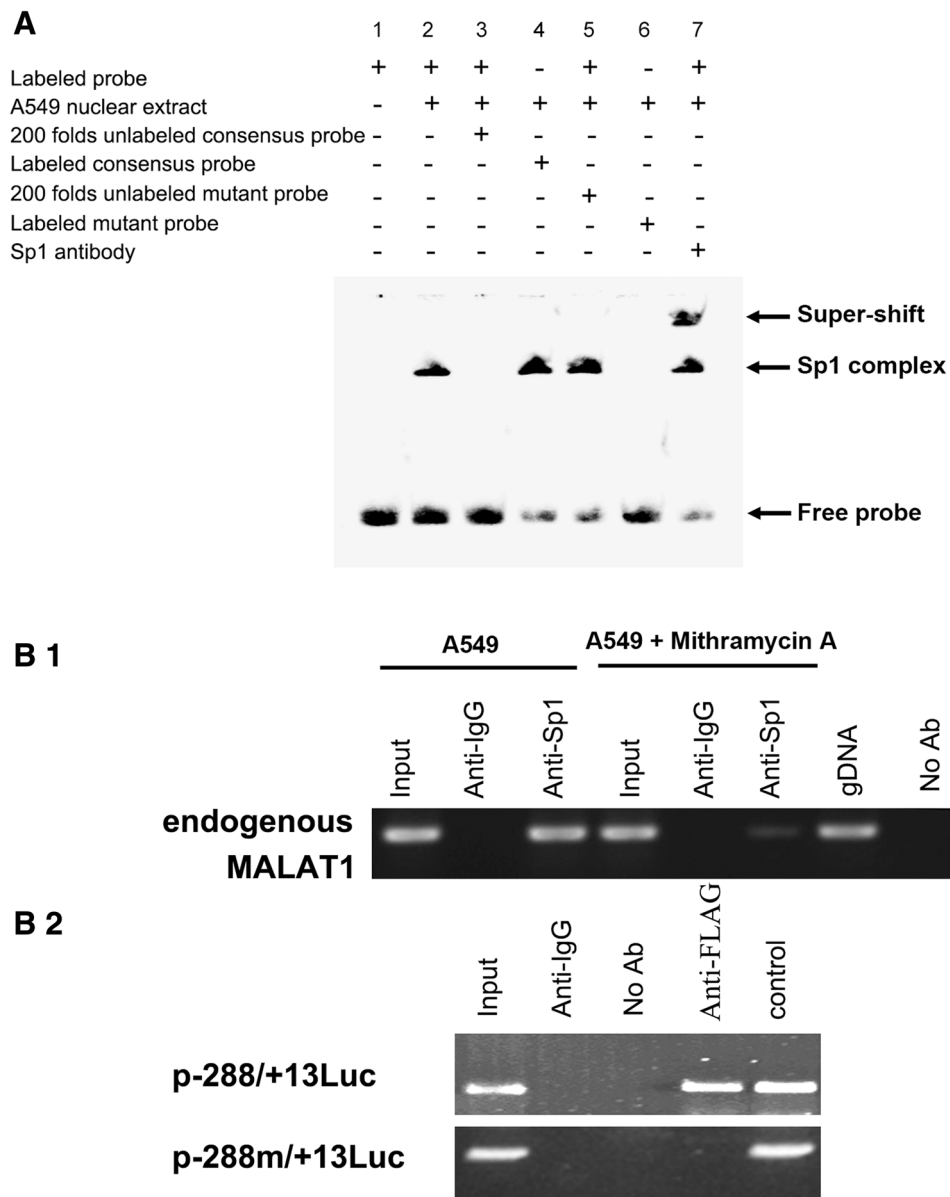 A
1 2 3 4 5 6 7
Labeled probe + + + - + - +
A549 nuclear extract - + + + + + +
200 folds unlabeled consensus probe - - + - - - -
Labeled consensus probe - - - + - - -
200 folds unlabeled mutant probe - - - - + - -
Labeled mutant probe - - - - - + -
Sp1 antibody - - - - - - +
Super-shift
Sp1 complex
Free probe
B 1
A549 A549 + Mithramycin A
Input Anti-IgG Anti-Sp1 Input Anti-IgG Anti-Sp1 gDNA No Ab
endogenous
MALAT1
B 2
Input Anti-IgG No Ab Anti-FLAG control
p-288/+13Luc
p-288m/+13Luc